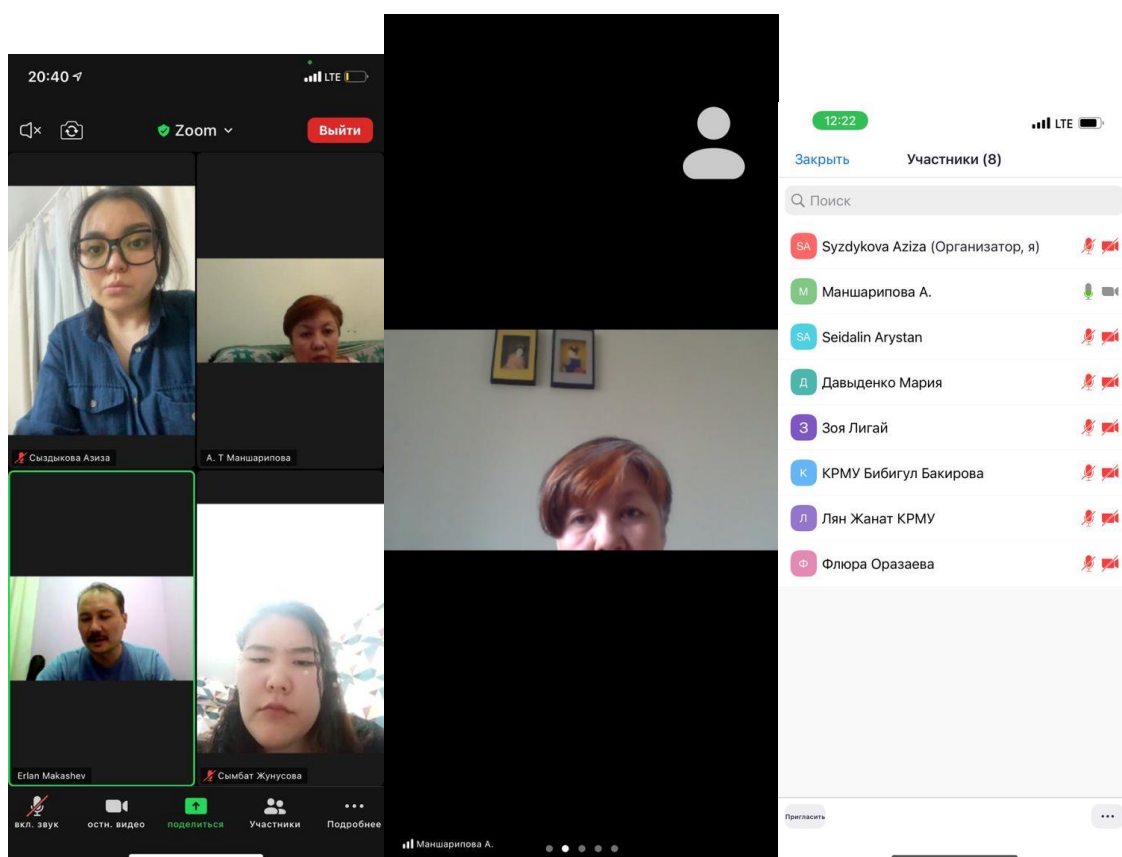 20:40
LTE
Zoom
Выйти
Сыздыкова Азиза
А. Т Маншарипова
Erlan Makashev
Сымбат Жунусова
вкл. звук
остн. видео
поделиться
Участники
Подробнее
Маншарипова А.
12:22
LTE
Закрыть
Участники (8)
Поиск
SA Syzdykova Aziza (Организатор, я)
М Маншарипова А.
SA Seidalin Arystan
Д Давыденко Мария
З Зоя Лигай
К КРМУ Бибигул Бакирова
Л Лян Жанат КРМУ
Ф Флюра Оразаева
Пригласить